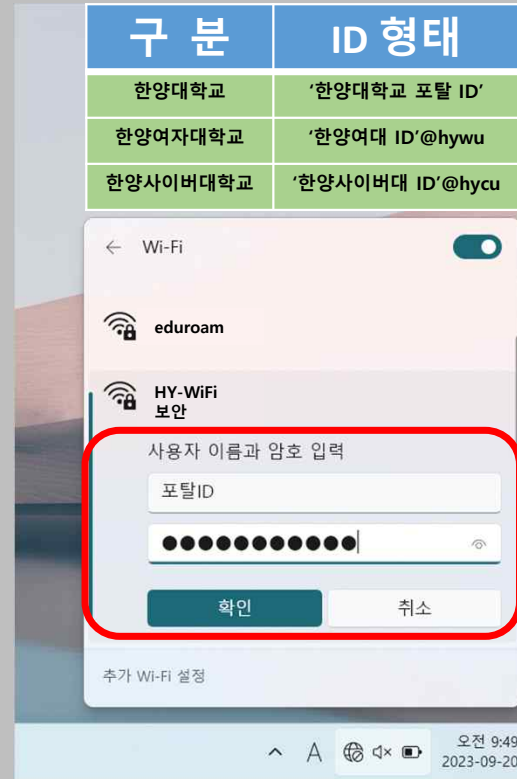 구 분 ID 형태
한양대학교 ‘한양대학교 포탈 ID’
한양여자대학교 ‘한양여대 ID’@hywu
한양사이버대학교 ‘한양사이버대 ID’@hycu
Wi-Fi
eduroam
HY-WiFi
보안
사용자 이름과 암호 입력
포탈ID
●●●●●●●●●●●
확인 취소
추가 Wi-Fi 설정
A 오전 9:49
2023-09-20